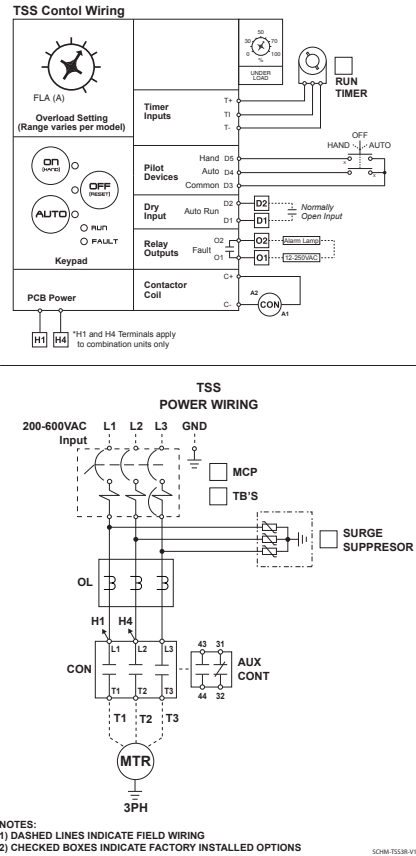 TSS Contol Wiring
FLA (A)
Overload Setting
(Range varies per model)
50
30 70
0 100
%
UNDER
LOAD
RUN
TIMER
Timer
Inputs
T+
TI
T-
OFF
HAND AUTO
x x
Pilot
Devices
Hand D5
Auto D4
Common D3
ON
(HAND)
OFF
(RESET)
AUTO
RUN
FAULT
Keypad
Dry
Input
Auto Run
D2 D2
D1 D1
Normally
Open Input
Relay
Outputs
Fault
O2 O2 Alarm Lamp
O1 O1 12-250VAC
Contactor
Coil
C+
C-
A2
CON
A1
PCB Power
H1 H4
*H1 and H4 Terminals apply
to combination units only
TSS
POWER WIRING
200-600VAC
Input
L1 L2 L3 GND
MCP
TB'S
SURGE
SUPPRESOR
OL
H1 H4
L1 L2 L3
CON
T1 T2 T3
43 31
AUX
CONT
44 32
T1 T2 T3
MTR
3PH
NOTES:
1) DASHED LINES INDICATE FIELD WIRING
2) CHECKED BOXES INDICATE FACTORY INSTALLED OPTIONS
SCHM-TSS3R-V1